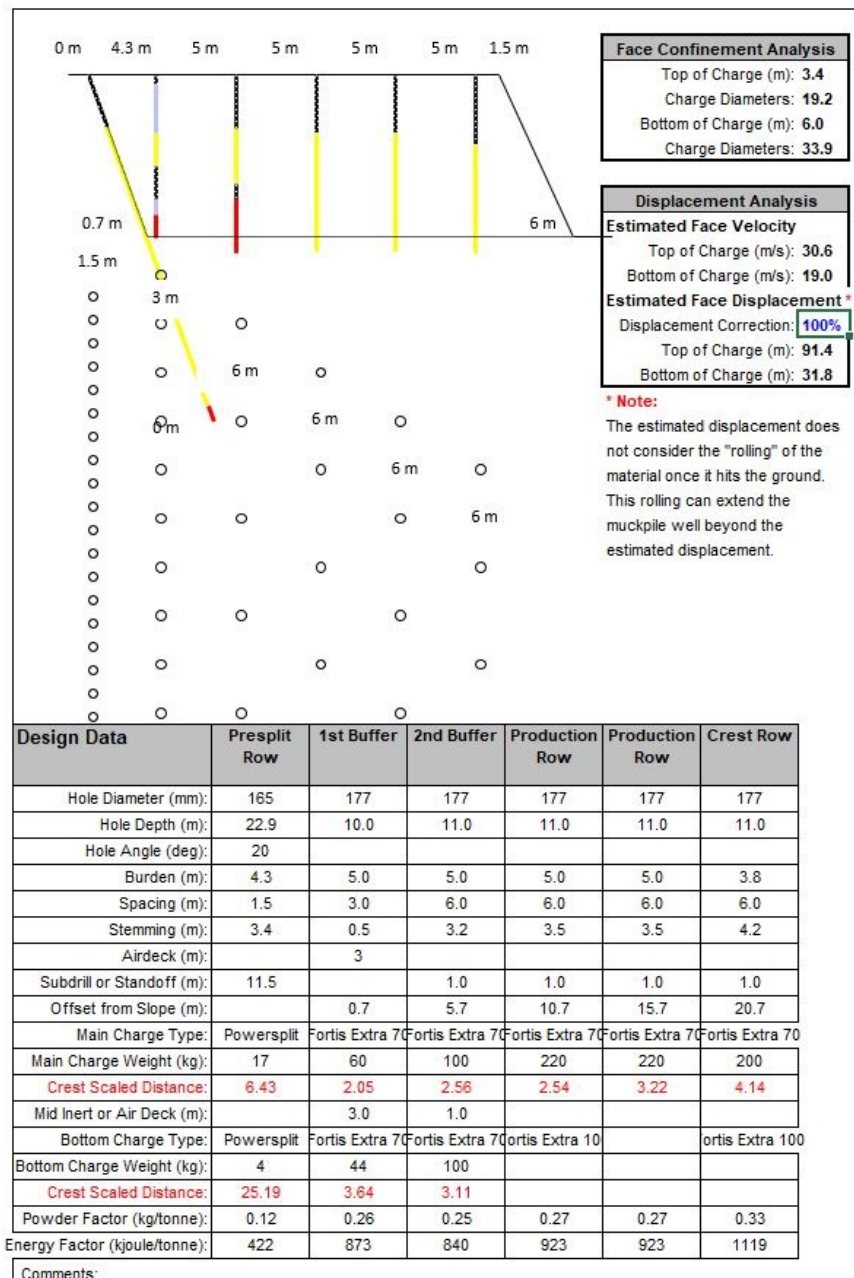 0 m 4.3 m 5 m 5 m 5 m 5 m 1.5 m
Face Confinement Analysis
Top of Charge (m): 3.4
Charge Diameters: 19.2
Bottom of Charge (m): 6.0
Charge Diameters: 33.9
Displacement Analysis
Estimated Face Velocity
Top of Charge (m/s): 30.6
Bottom of Charge (m/s): 19.0
Estimated Face Displacement *
Displacement Correction: 100%
Top of Charge (m): 91.4
Bottom of Charge (m): 31.8
* Note:
The estimated displacement does
not consider the "rolling" of the
material once it hits the ground.
This rolling can extend the
muckpile well beyond the
estimated displacement.
0.7 m 6 m
1.5 m
3 m
6 m
0 m 6 m
6 m
6 m
Design Data Presplit Row 1st Buffer 2nd Buffer Production Row Production Row Crest Row
Hole Diameter (mm): 165 177 177 177 177 177
Hole Depth (m): 22.9 10.0 11.0 11.0 11.0 11.0
Hole Angle (deg): 20
Burden (m): 4.3 5.0 5.0 5.0 5.0 3.8
Spacing (m): 1.5 3.0 6.0 6.0 6.0 6.0
Stemming (m): 3.4 0.5 3.2 3.5 3.5 4.2
Airdeck (m): 3
Subdrill or Standoff (m): 11.5 1.0 1.0 1.0 1.0
Offset from Slope (m): 0.7 5.7 10.7 15.7 20.7
Main Charge Type: Powersplit Fortis Extra 70 Fortis Extra 70 Fortis Extra 70 Fortis Extra 70 Fortis Extra 70
Main Charge Weight (kg): 17 60 100 220 220 200
Crest Scaled Distance: 6.43 2.05 2.56 2.54 3.22 4.14
Mid Inert or Air Deck (m): 3.0 1.0
Bottom Charge Type: Powersplit Fortis Extra 70 Fortis Extra 70 ortis Extra 10 ortis Extra 100
Bottom Charge Weight (kg): 4 44 100
Crest Scaled Distance: 25.19 3.64 3.11
Powder Factor (kg/tonne): 0.12 0.26 0.25 0.27 0.27 0.33
Energy Factor (kjoule/tonne): 422 873 840 923 923 1119
Comments: